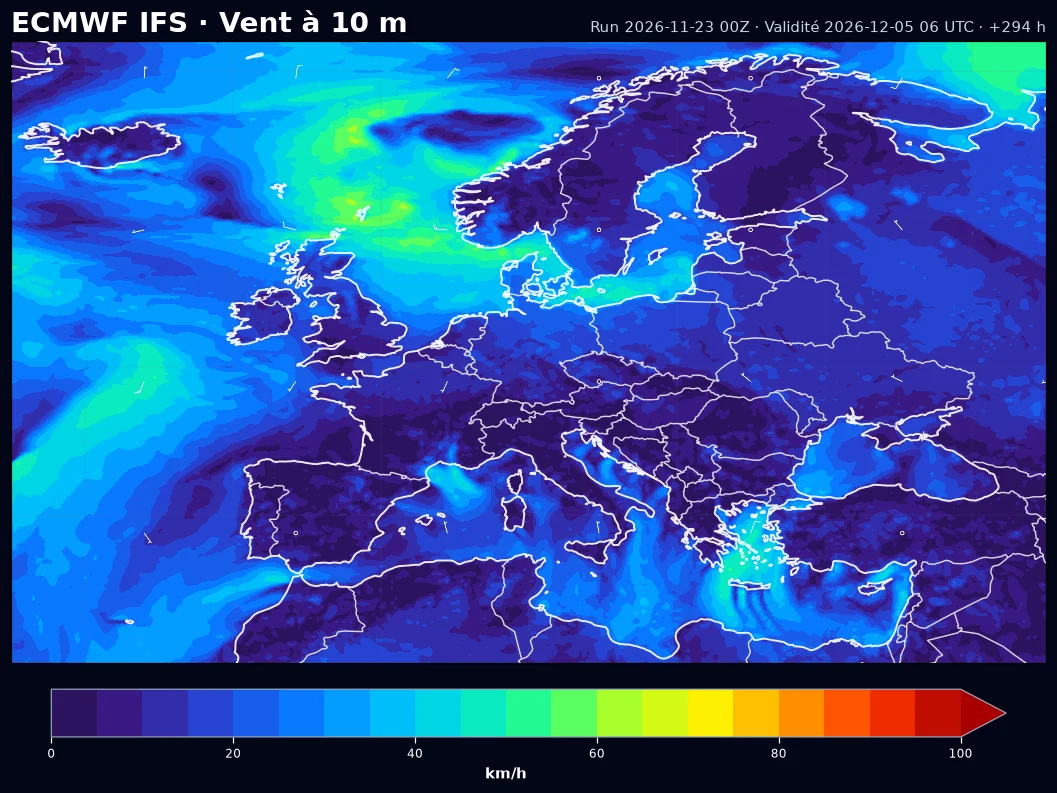 ECMWF IFS · Vent à 10 m
Run 2026-11-23 00Z · Validité 2026-12-05 06 UTC · +294 h
0 20 40 60 80 100
km/h